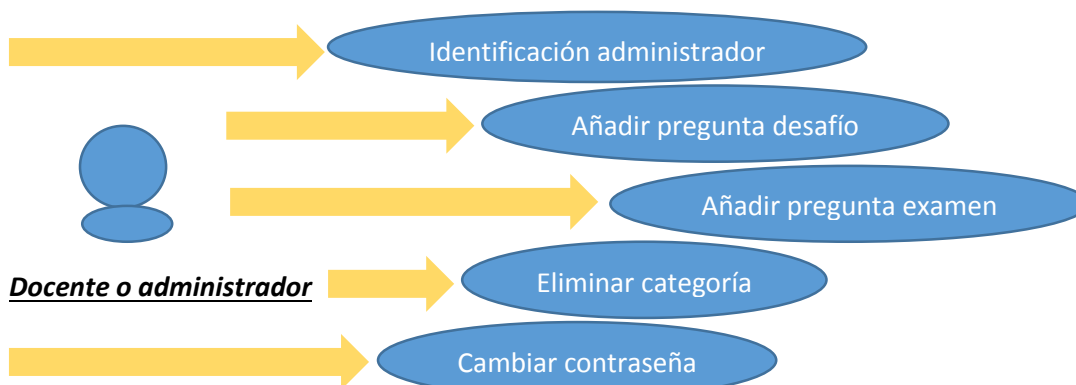 Identificación administrador
Añadir pregunta desafío
Añadir pregunta examen
Docente o administrador
Eliminar categoría
Cambiar contraseña